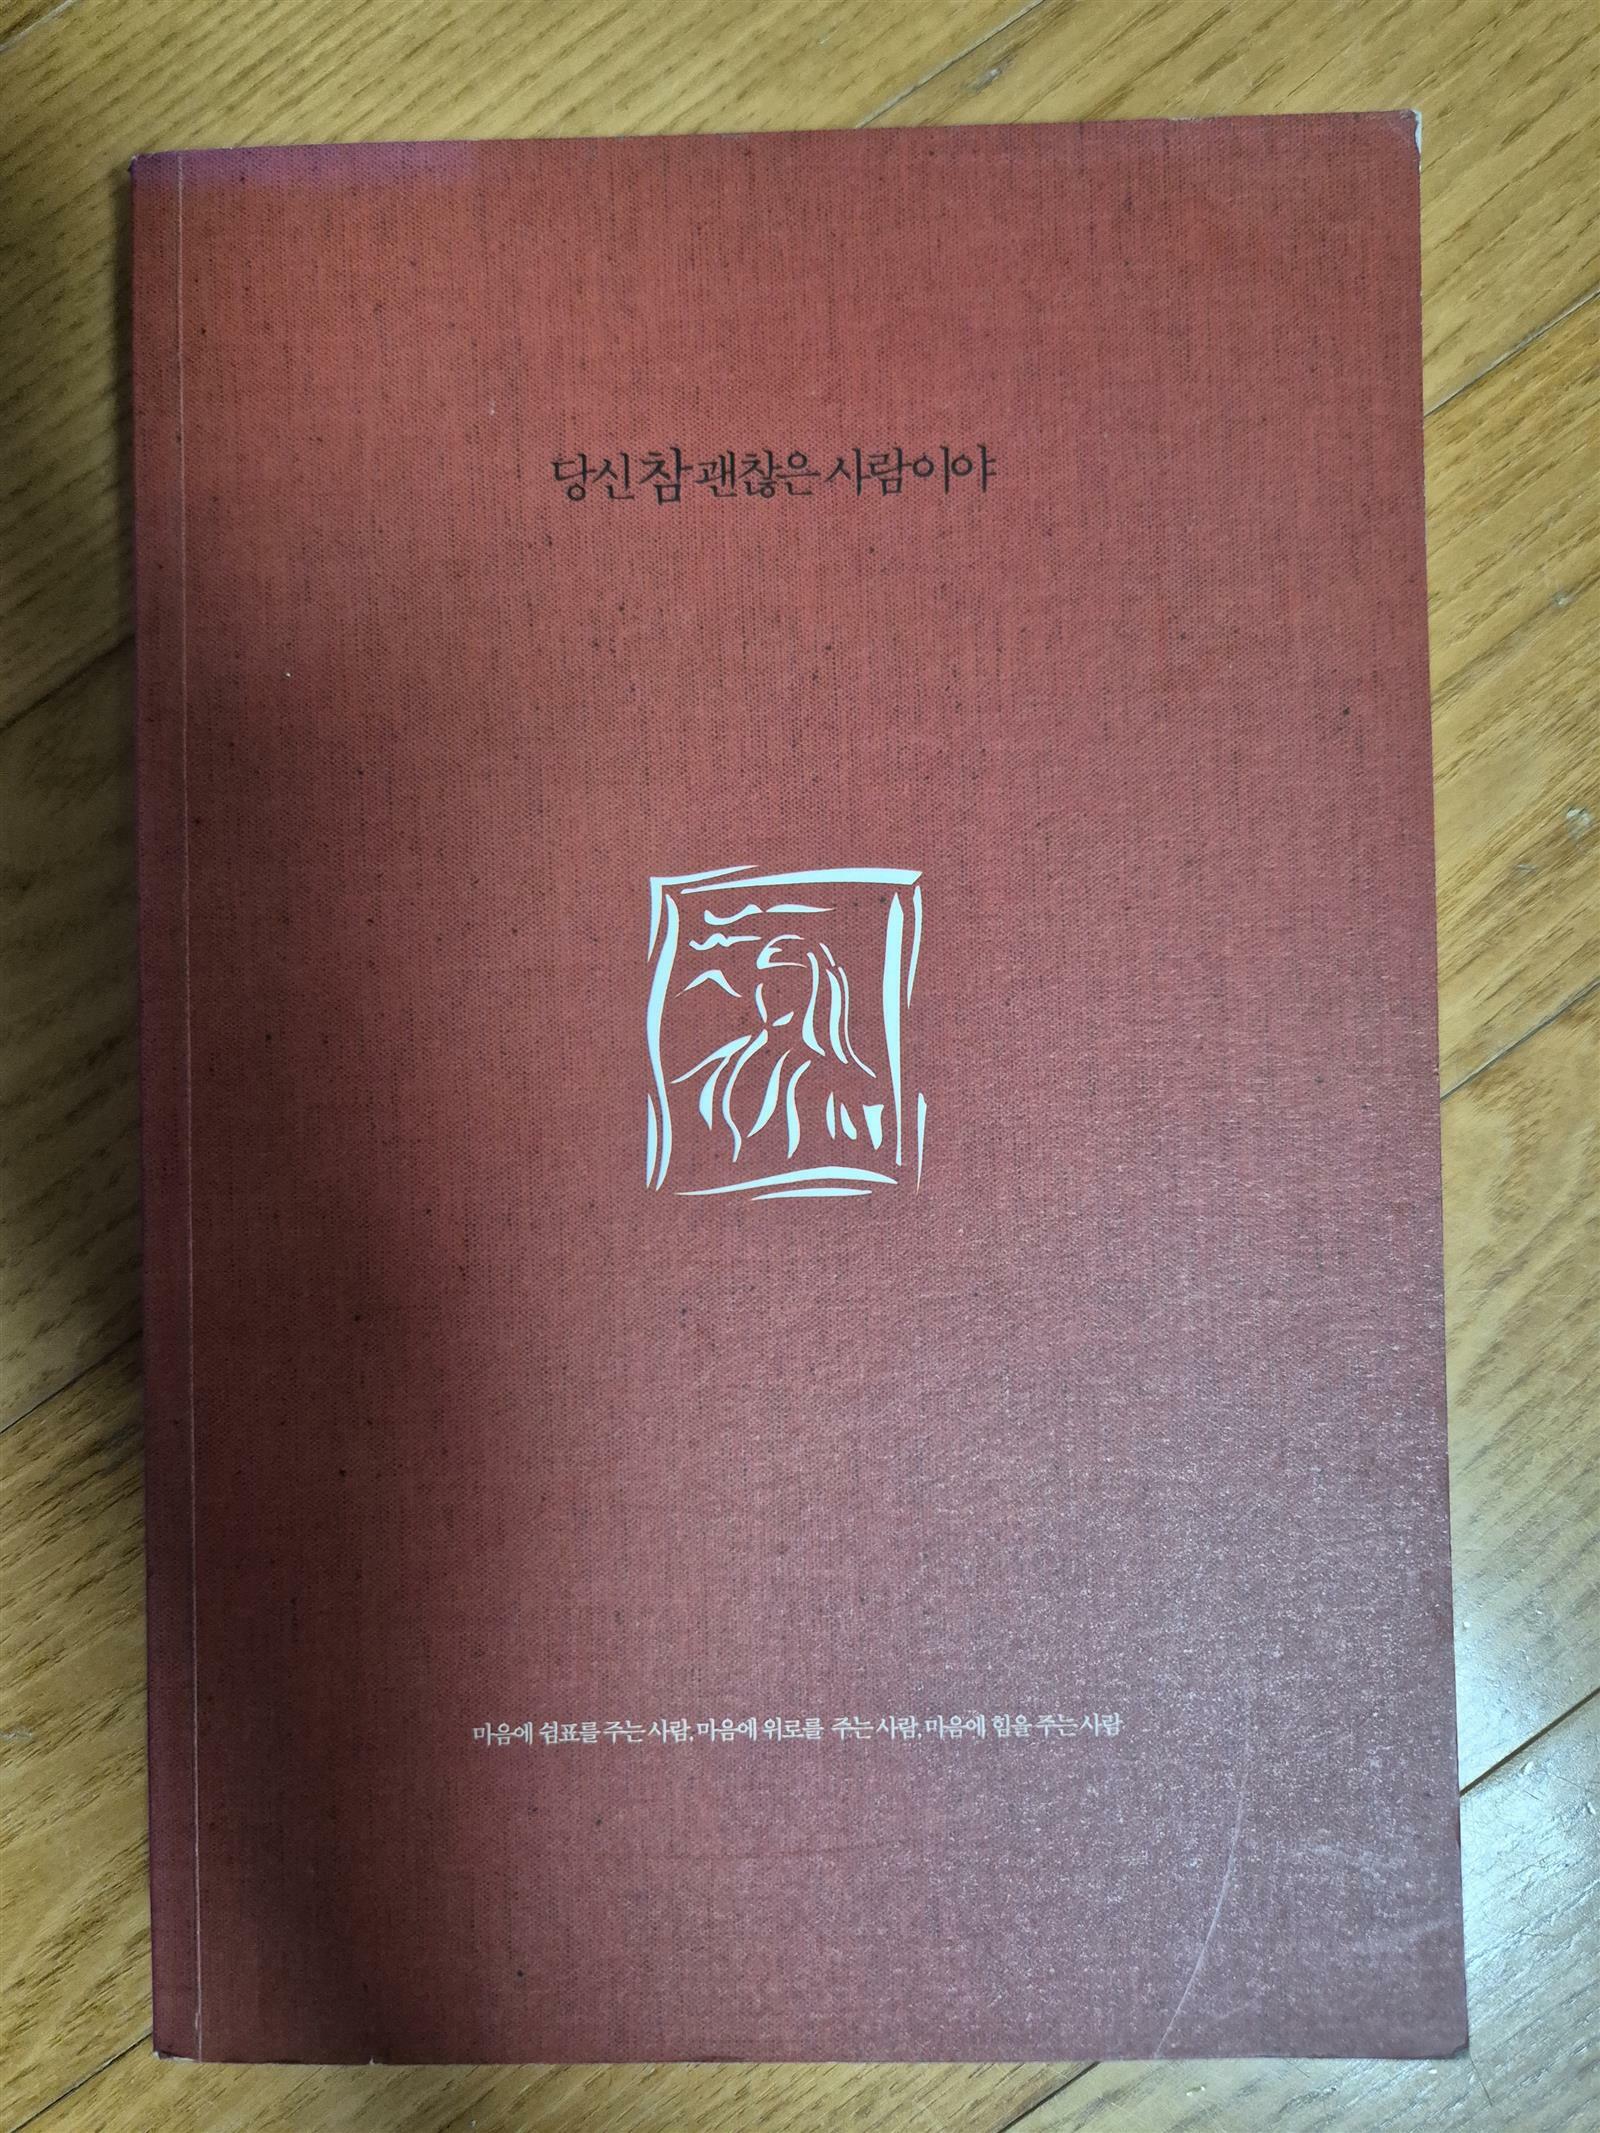 당신 참 괜찮은 사람이야
마음에 쉼표를 주는 사람, 마음에 위로를 주는 사람, 마음에 힘을 주는 사람